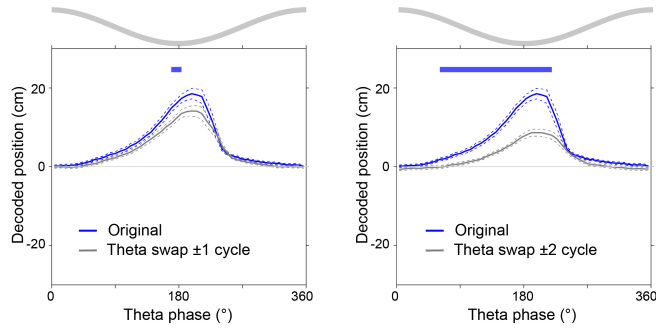 20
0
-20
Decoded position (cm)
Original
Theta swap ±1 cycle
0
180
360
Theta phase (°)
20
0
-20
Decoded position (cm)
Original
Theta swap ±2 cycle
0
180
360
Theta phase (°)